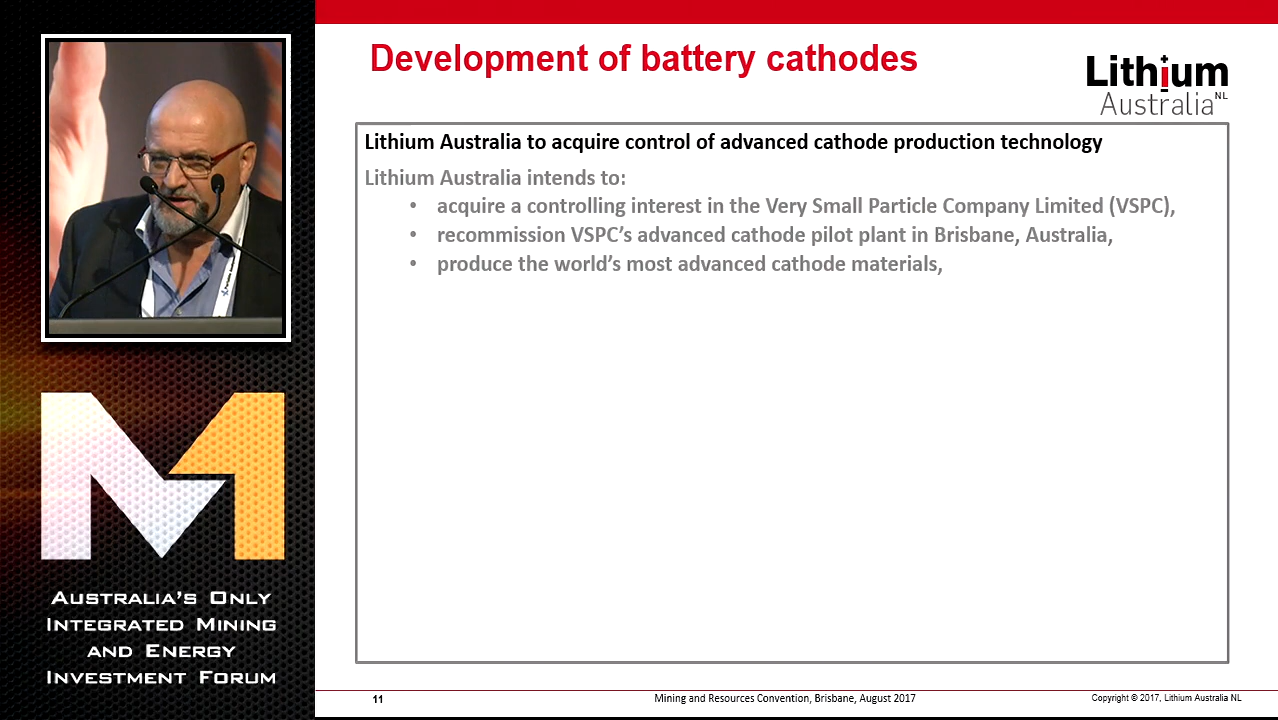 Development of battery cathodes
Lithium
Australia NL
Lithium Australia to acquire control of advanced cathode production technology
Lithium Australia intends to:
• acquire a controlling interest in the Very Small Particle Company Limited (VSPC),
• recommission VSPC’s advanced cathode pilot plant in Brisbane, Australia,
• produce the world’s most advanced cathode materials,
Australia’s Only
Integrated Mining
and Energy
Investment Forum
11
Mining and Resources Convention, Brisbane, August 2017
Copyright © 2017, Lithium Australia NL